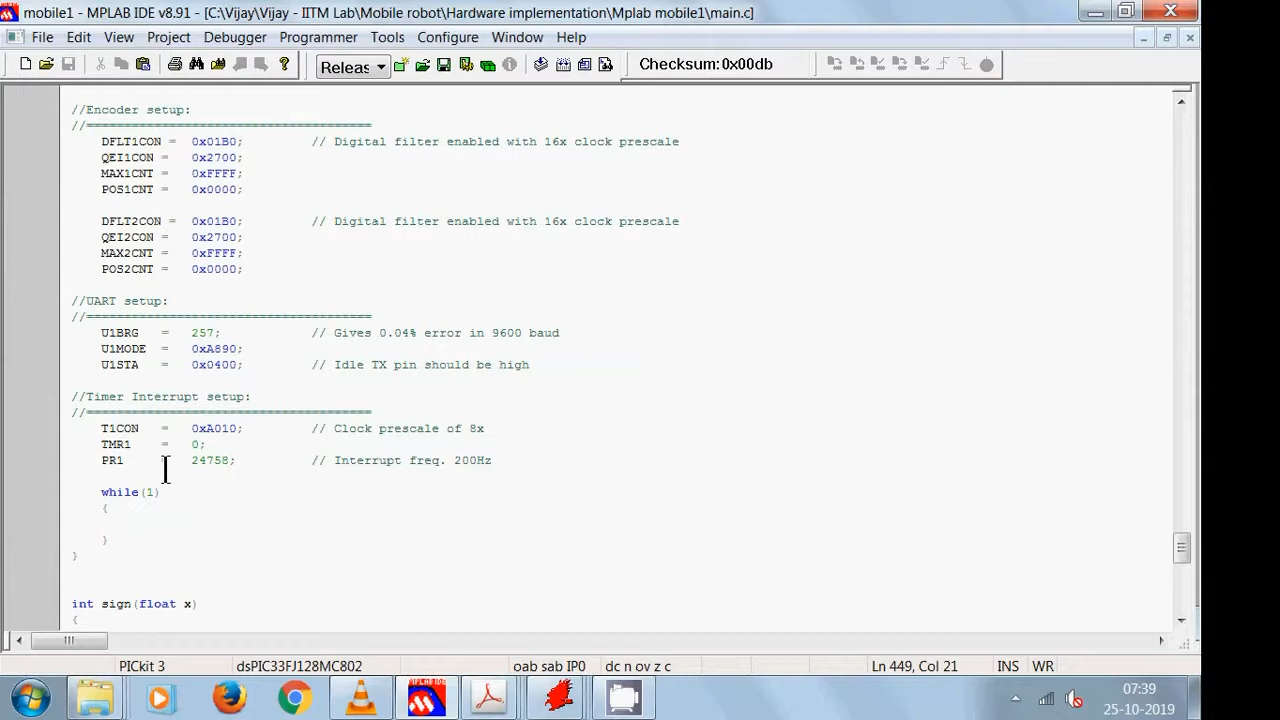 mobile1 - MPLAB IDE v8.91 - [C:\Vijay\Vijay - IITM Lab\Mobile robot\Hardware implementation\Mplab mobile1\main.c]
File Edit View Project Debugger Programmer Tools Configure Window Help
Releas Checksum: 0x00db
//Encoder setup:
//======================================
DFLT1CON = 0x01B0; // Digital filter enabled with 16x clock prescale
QEI1CON = 0x2700;
MAX1CNT = 0xFFFF;
POS1CNT = 0x0000;
DFLT2CON = 0x01B0; // Digital filter enabled with 16x clock prescale
QEI2CON = 0x2700;
MAX2CNT = 0xFFFF;
POS2CNT = 0x0000;
//UART setup:
//======================================
U1BRG = 257; // Gives 0.04% error in 9600 baud
U1MODE = 0xA890;
U1STA = 0x0400; // Idle TX pin should be high
//Timer Interrupt setup:
//======================================
T1CON = 0xA010; // Clock prescale of 8x
TMR1 = 0;
PR1 = 24758; // Interrupt freq. 200Hz
while(1)
{
}
}
int sign(float x)
{
PICkit 3 dsPIC33FJ128MC802 oab sab IP0 dc n ov z c Ln 449, Col 21 INS WR
07:39
25-10-2019